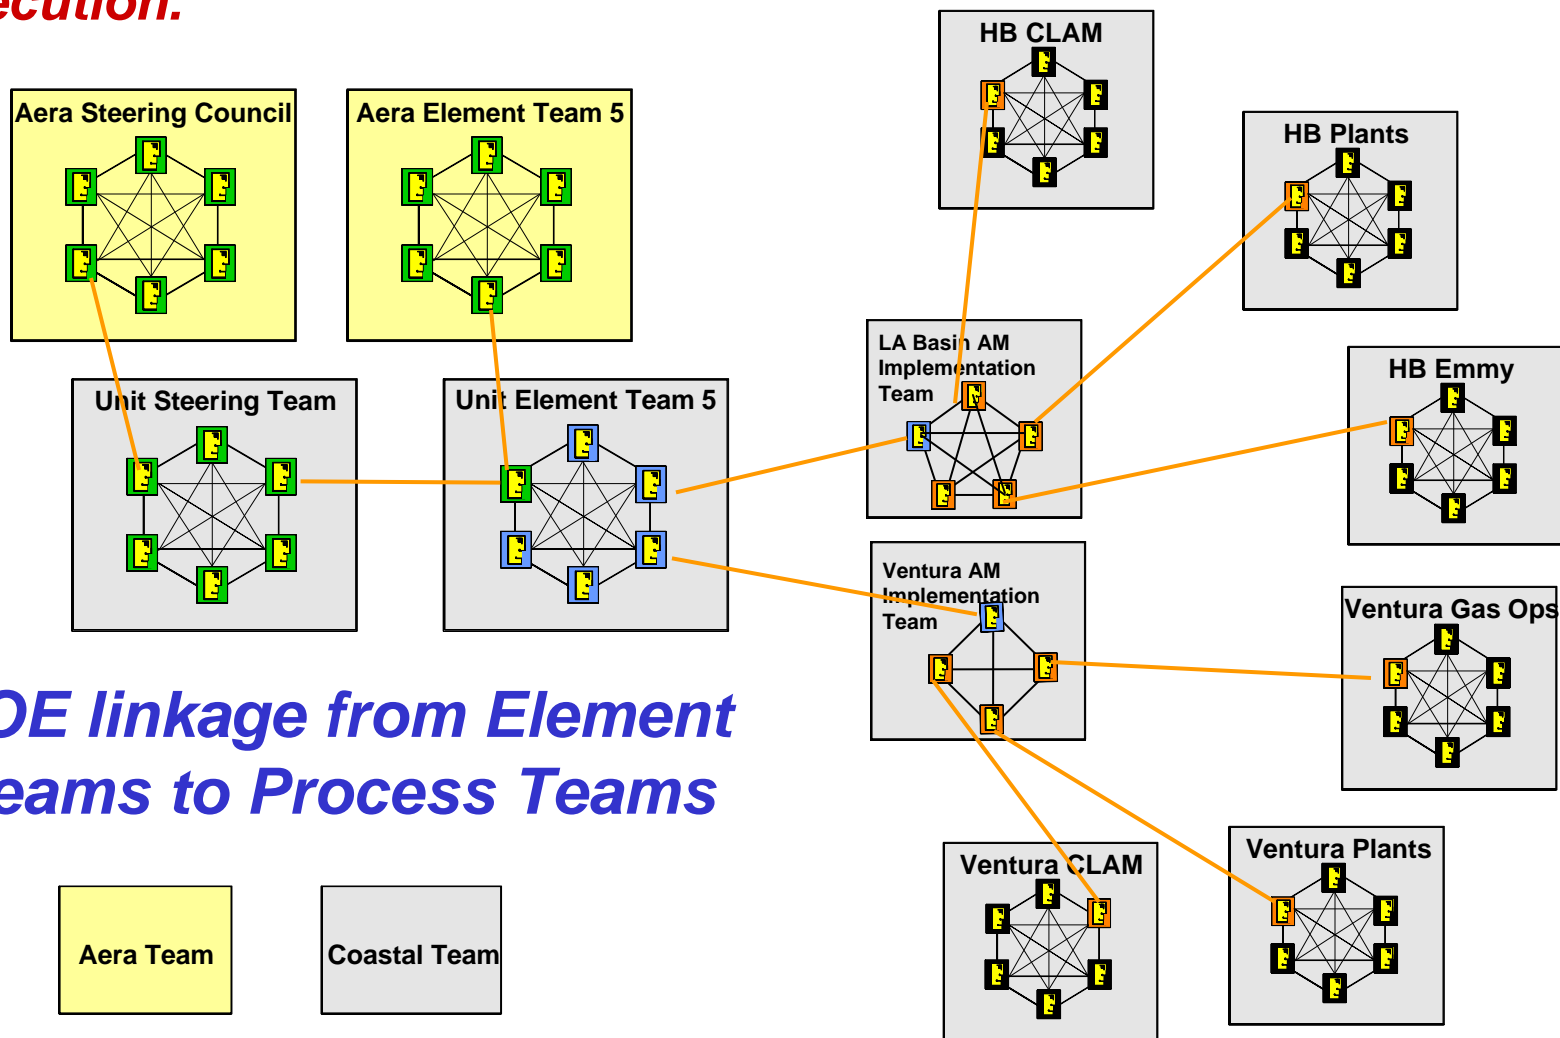 ecution.
HB CLAM
Aera Steering Council
Aera Element Team 5
HB Plants
LA Basin AM
Implementation
Team
HB Emmy
Unit Steering Team
Unit Element Team 5
Ventura AM
Implementation
Team
Ventura Gas Ops
OE linkage from Element
eams to Process Teams
Ventura CLAM
Ventura Plants
Aera Team
Coastal Team